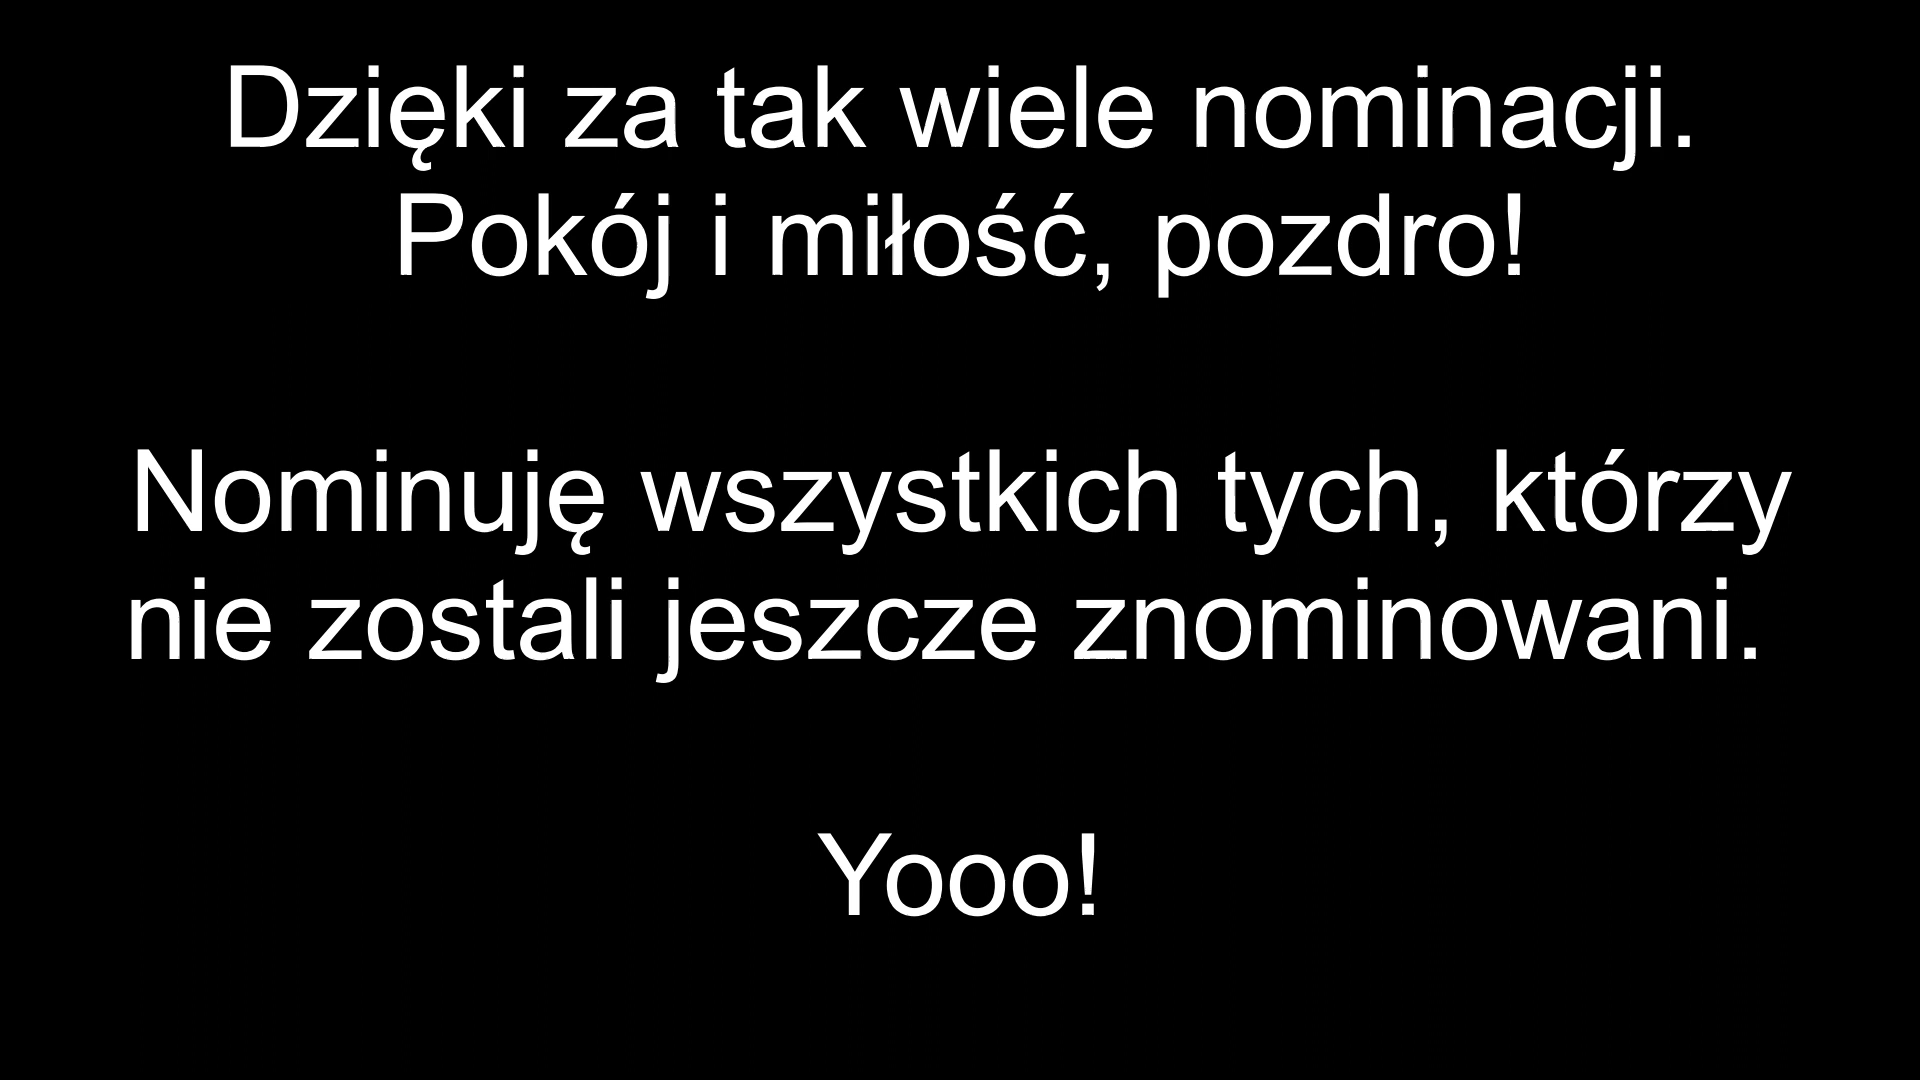 Dzięki za tak wiele nominacji.
Pokój i miłość, pozdro!
Nominuję wszystkich tych, którzy
nie zostali jeszcze znominowani.
Yooo!